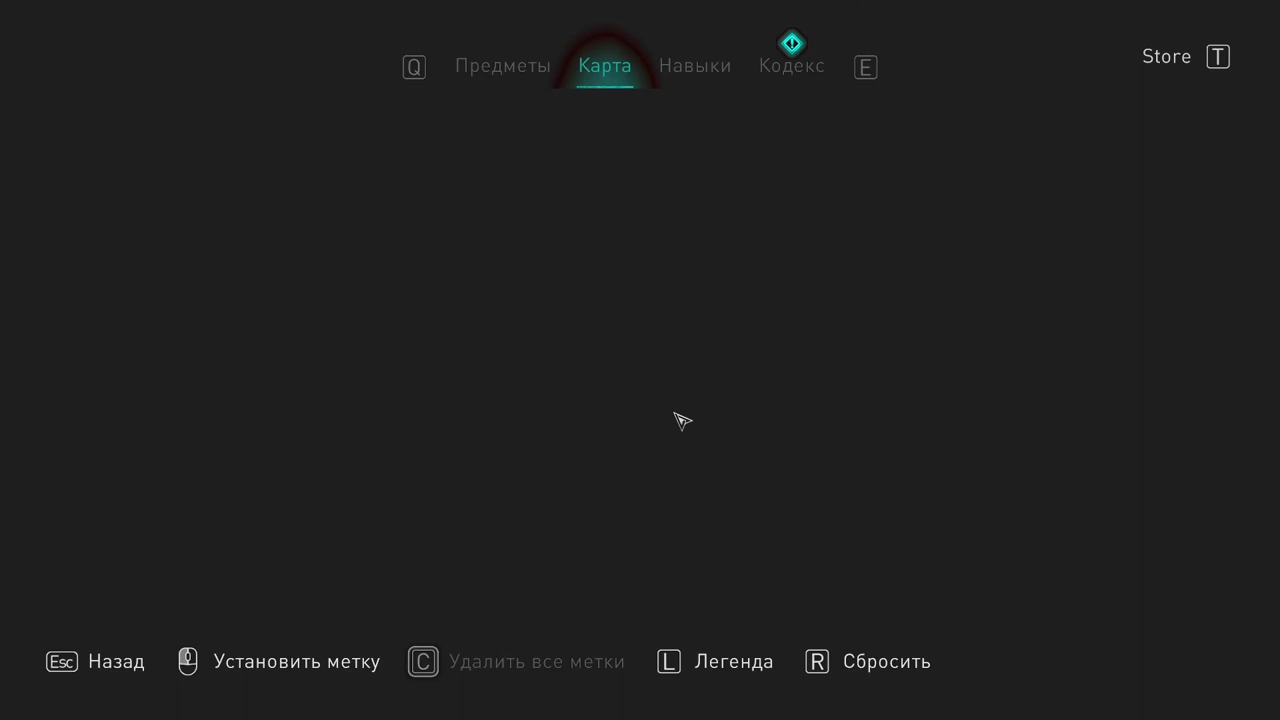 Q Предметы Карта Навыки Кодекс E
Store T
Esc Назад Установить метку C Удалить все метки L Легенда R Сбросить